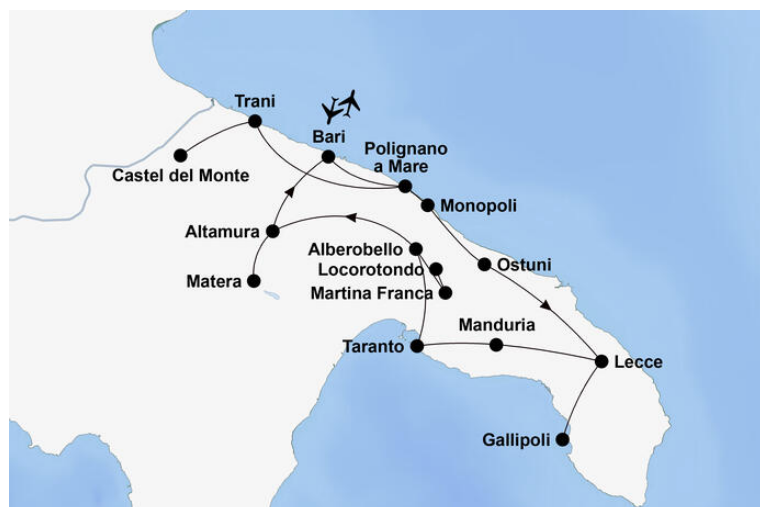 Trani
Bari
Polignano
a Mare
Castel del Monte
Monopoli
Altamura
Alberobello
Ostuni
Locorotondo
Matera
Martina Franca
Manduria
Taranto
Lecce
Gallipoli